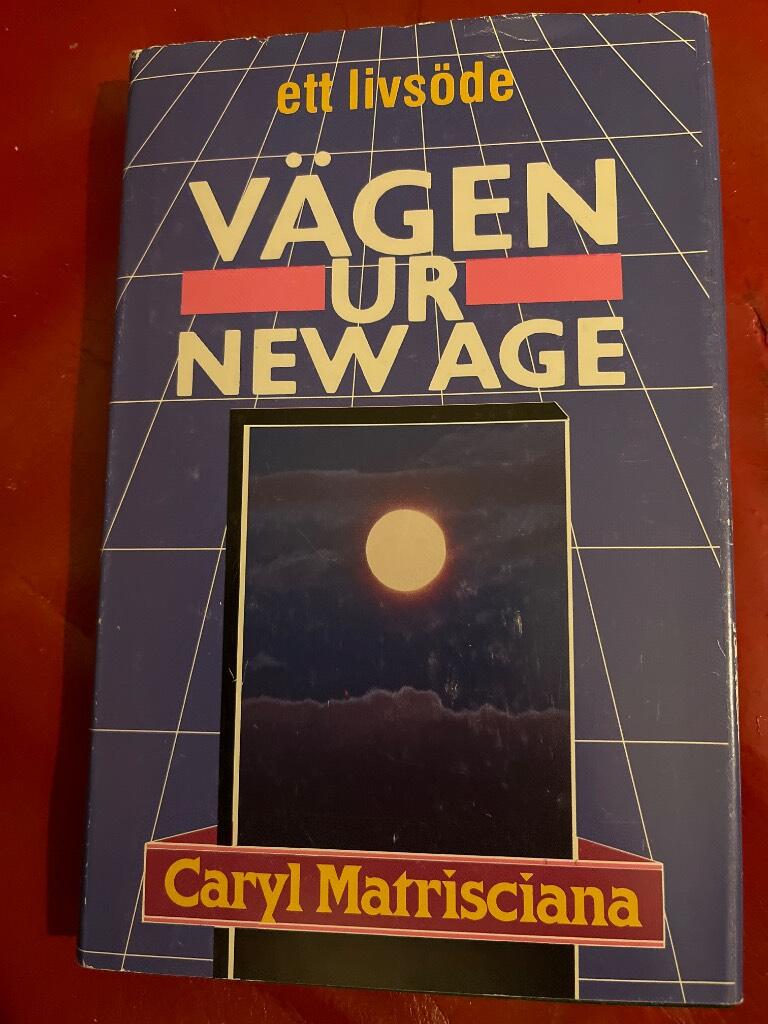 ett livsöde
VÄGEN
UR
NEW AGE
Caryl Matrisciana